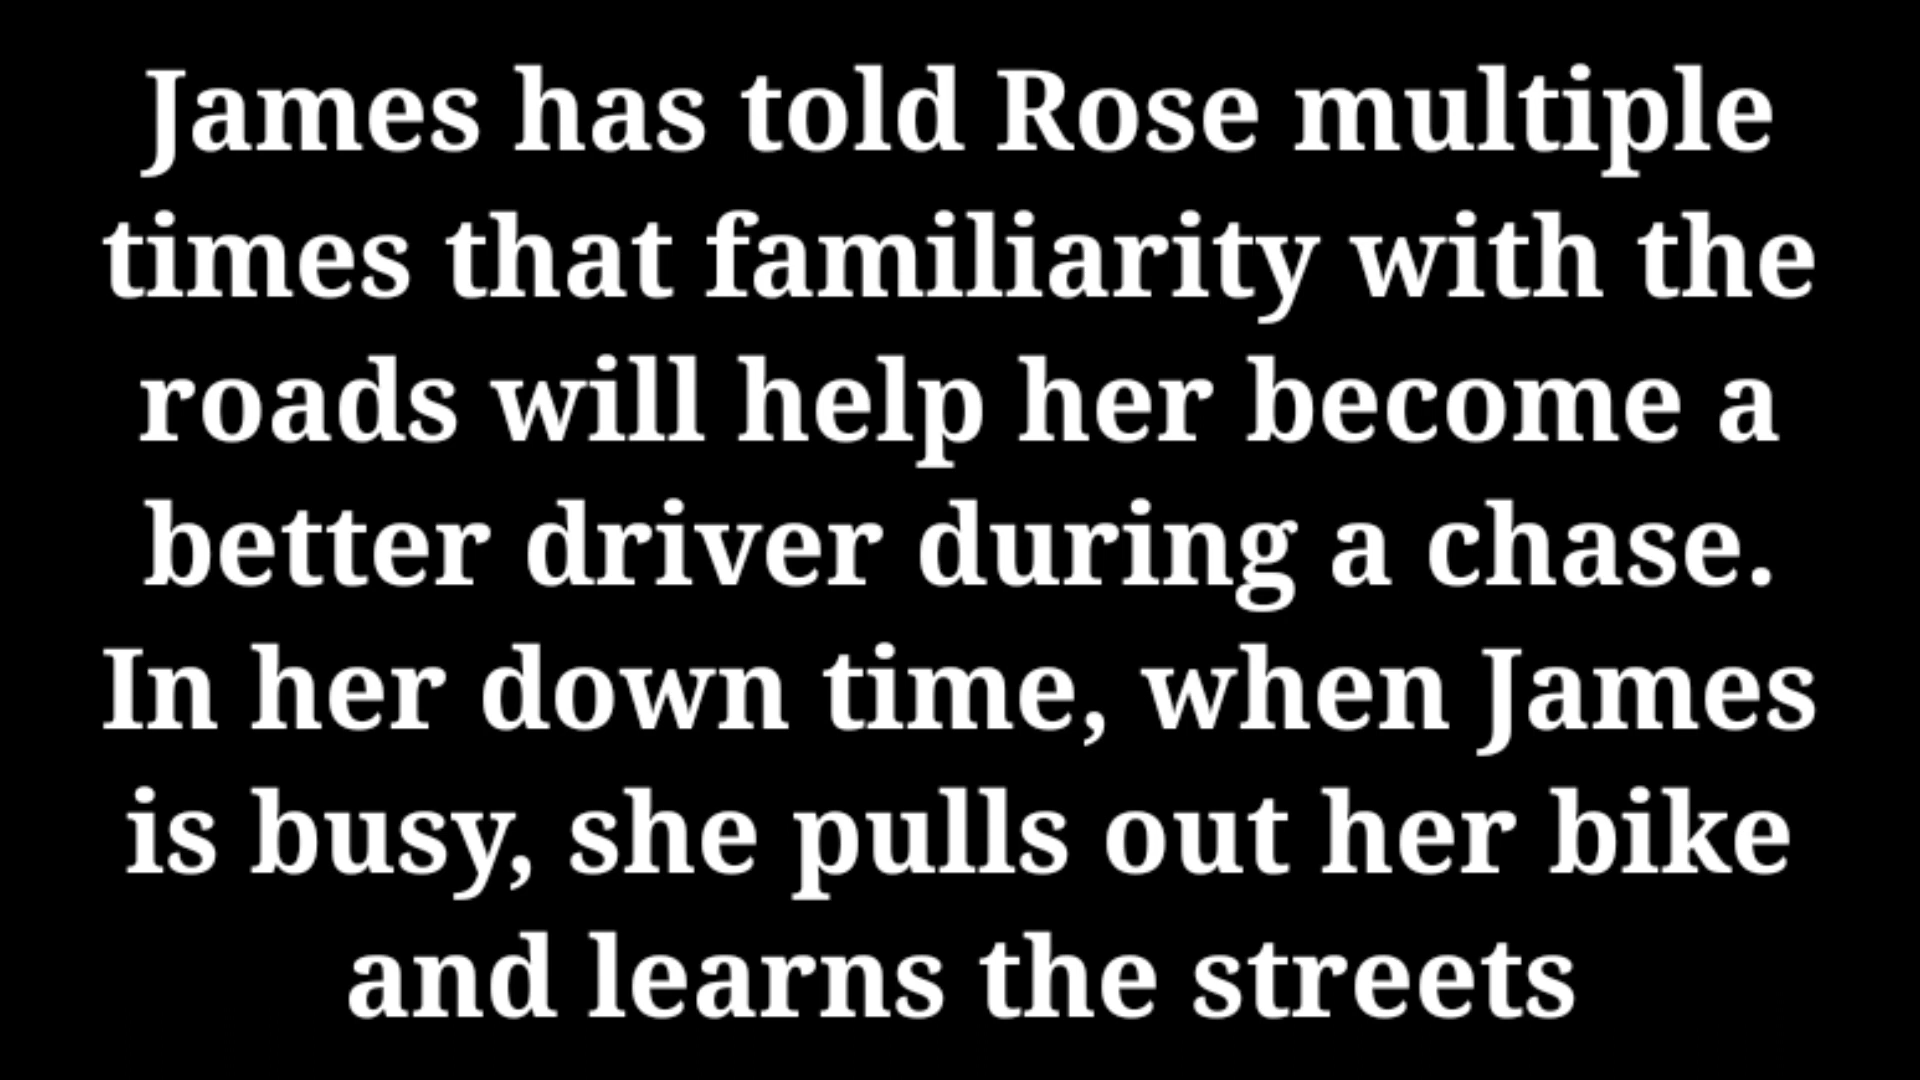 James has told Rose multiple
times that familiarity with the
roads will help her become a
better driver during a chase.
In her down time, when James
is busy, she pulls out her bike
and learns the streets